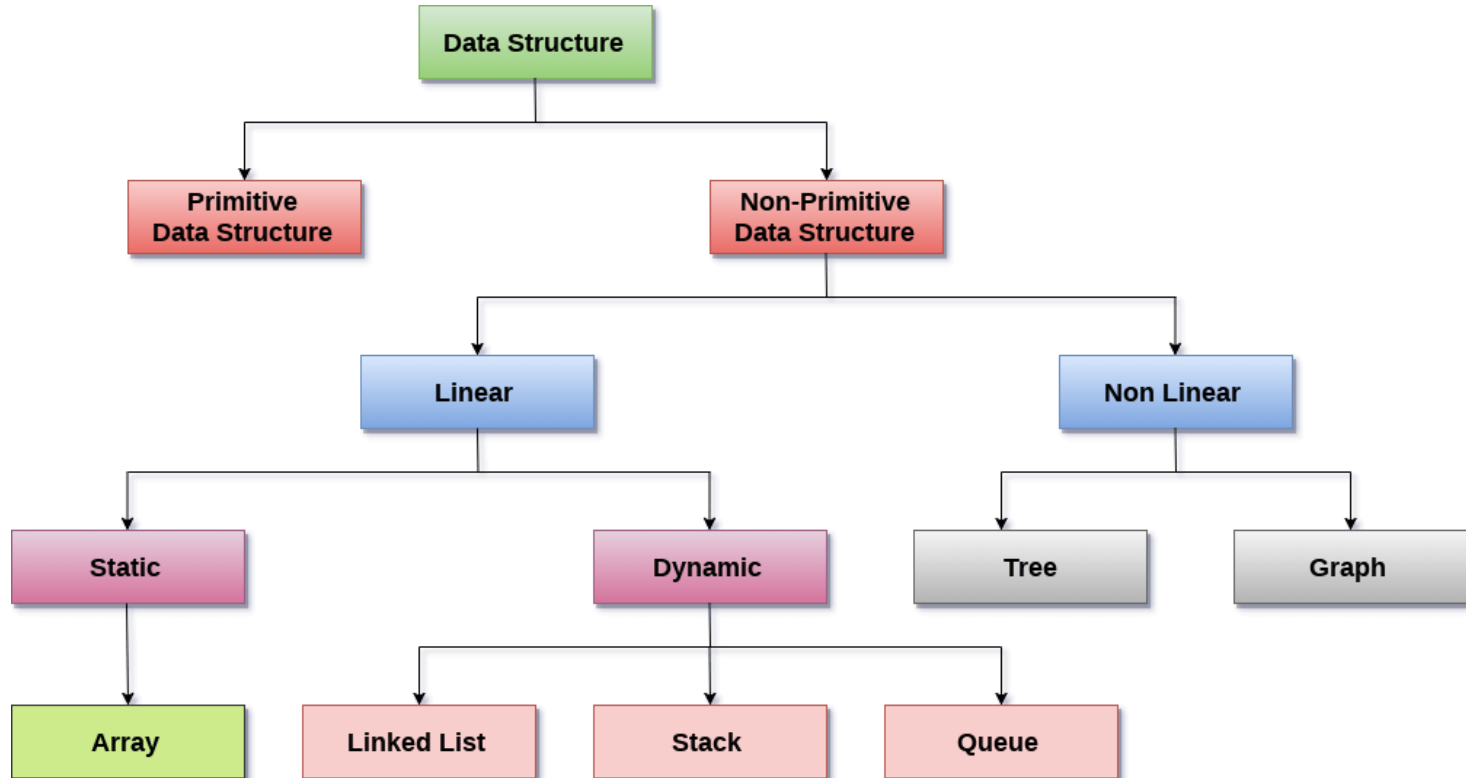 Data Structure
Primitive
Data Structure
Non-Primitive
Data Structure
Linear
Non Linear
Static
Dynamic
Tree
Graph
Array
Linked List
Stack
Queue